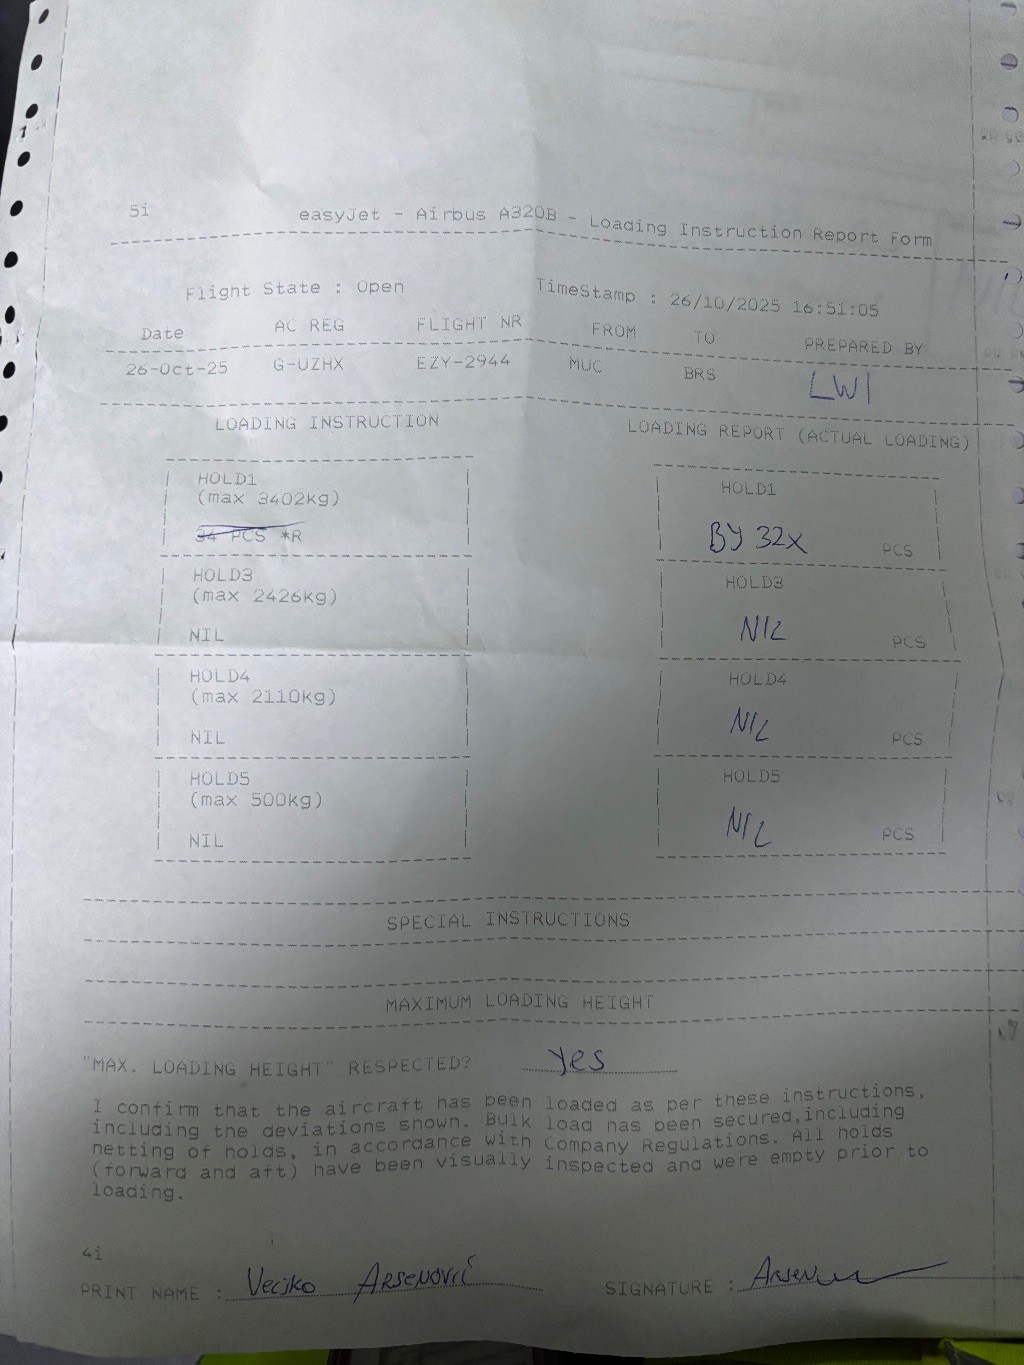 5i easyJet - Airbus A320B - Loading Instruction Report Form
Flight State : Open TimeStamp : 26/10/2025 16:51:05
Date AC REG FLIGHT NR FROM TO PREPARED BY
26-Oct-25 G-UZHX EZY-2944 MUC BRS LWI
LOADING INSTRUCTION LOADING REPORT (ACTUAL LOADING)
HOLD1 HOLD1
(max 3402kg)
34 PCS *R BY 32X PCS
HOLD3 HOLD3
(max 2426kg)
NIL NIL PCS
HOLD4 HOLD4
(max 2110kg)
NIL NIL PCS
HOLD5 HOLD5
(max 500kg)
NIL NIL PCS
SPECIAL INSTRUCTIONS
MAXIMUM LOADING HEIGHT
"MAX. LOADING HEIGHT" RESPECTED? yes
I confirm that the aircraft has been loaded as per these instructions,
including the deviations shown. Bulk load has been secured,including
netting of holds, in accordance with Company Regulations. All holds
(forward and aft) have been visually inspected and were empty prior to
loading.
4i
PRINT NAME : Veljko Arsenović SIGNATURE :